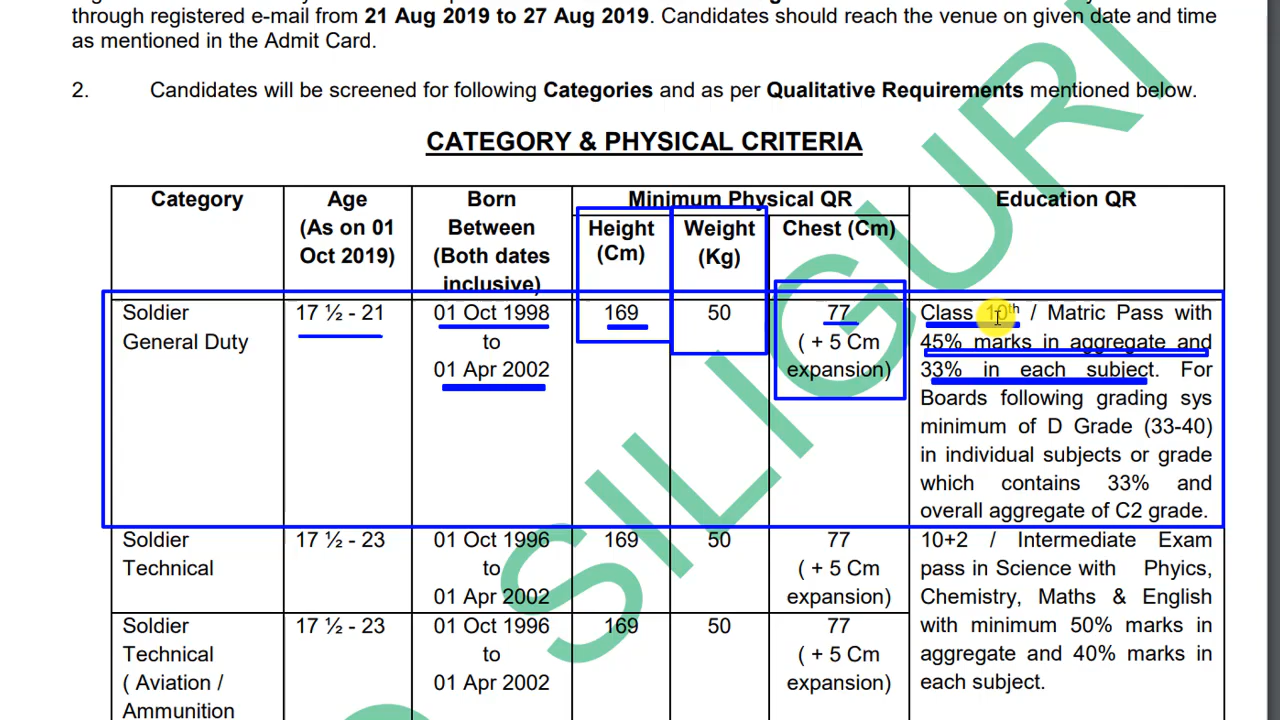 through registered e-mail from 21 Aug 2019 to 27 Aug 2019. Candidates should reach the venue on given date and time
as mentioned in the Admit Card.
2. Candidates will be screened for following Categories and as per Qualitative Requirements mentioned below.
CATEGORY & PHYSICAL CRITERIA
Category
Age
(As on 01
Oct 2019)
Born
Between
(Both dates
inclusive)
Minimum Physical QR
Height
(Cm)
Weight
(Kg)
Chest (Cm)
Education QR
Soldier
General Duty
17 ½ - 21
01 Oct 1998
to
01 Apr 2002
169
50
77
( + 5 Cm
expansion)
Class 10th / Matric Pass with
45% marks in aggregate and
33% in each subject. For
Boards following grading sys
minimum of D Grade (33-40)
in individual subjects or grade
which contains 33% and
overall aggregate of C2 grade.
Soldier
Technical
17 ½ - 23
01 Oct 1996
to
01 Apr 2002
169
50
77
( + 5 Cm
expansion)
10+2 / Intermediate Exam
pass in Science with Phyics,
Chemistry, Maths & English
with minimum 50% marks in
aggregate and 40% marks in
each subject.
Soldier
Technical
( Aviation /
Ammunition
17 ½ - 23
01 Oct 1996
to
01 Apr 2002
169
50
77
( + 5 Cm
expansion)
SILIGURI